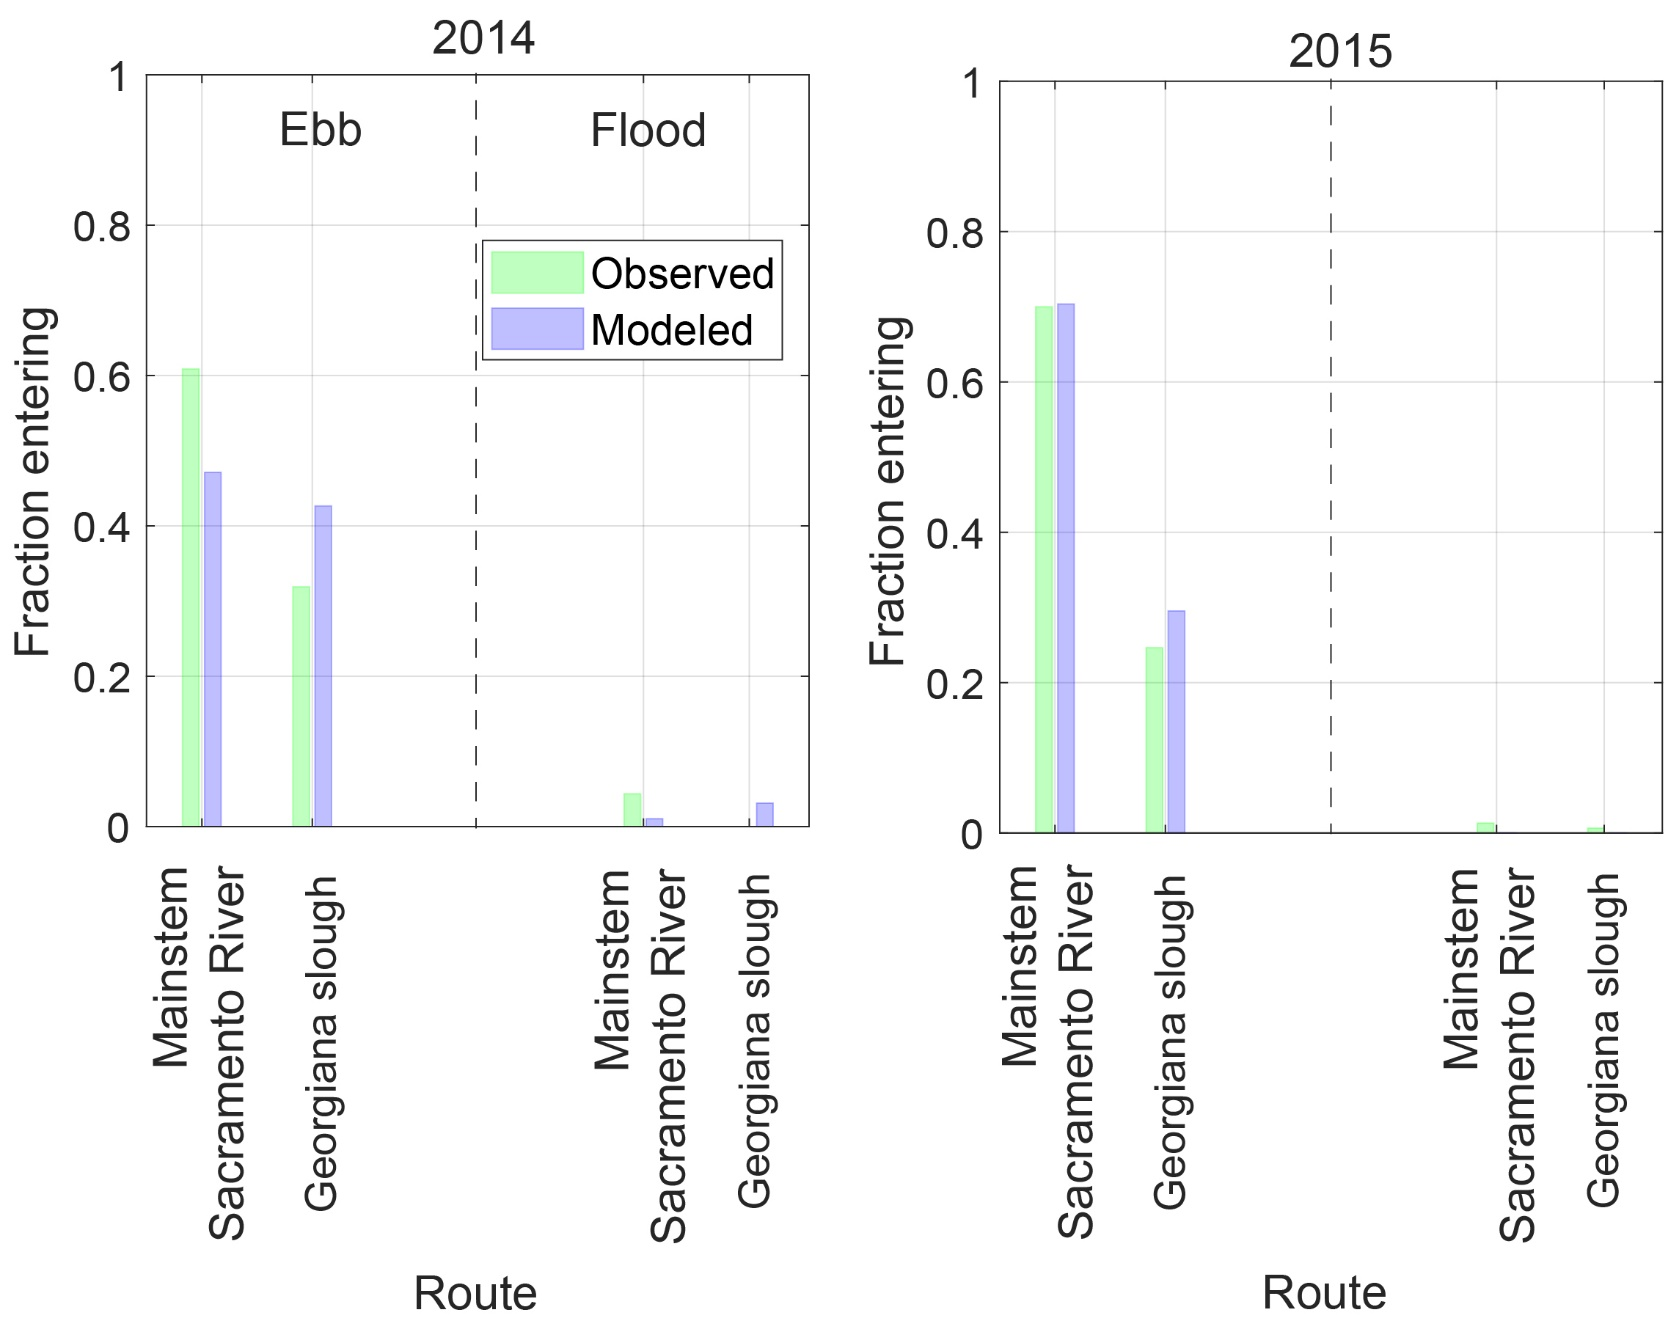 2014
1
0.8
0.6
0.4
0.2
0
Fraction entering
Ebb
Flood
Observed
Modeled
Mainstem
Sacramento River
Georgiana slough
Mainstem
Sacramento River
Georgiana slough
Route
2015
1
0.8
0.6
0.4
0.2
0
Fraction entering
Mainstem
Sacramento River
Georgiana slough
Mainstem
Sacramento River
Georgiana slough
Route